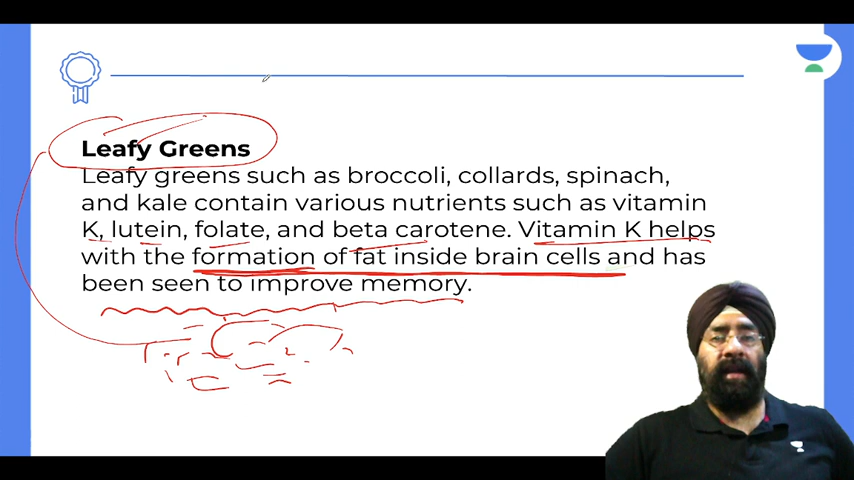 Leafy Greens
Leafy greens such as broccoli, collards, spinach,
and kale contain various nutrients such as vitamin
K, lutein, folate, and beta carotene. Vitamin K helps
with the formation of fat inside brain cells and has
been seen to improve memory.